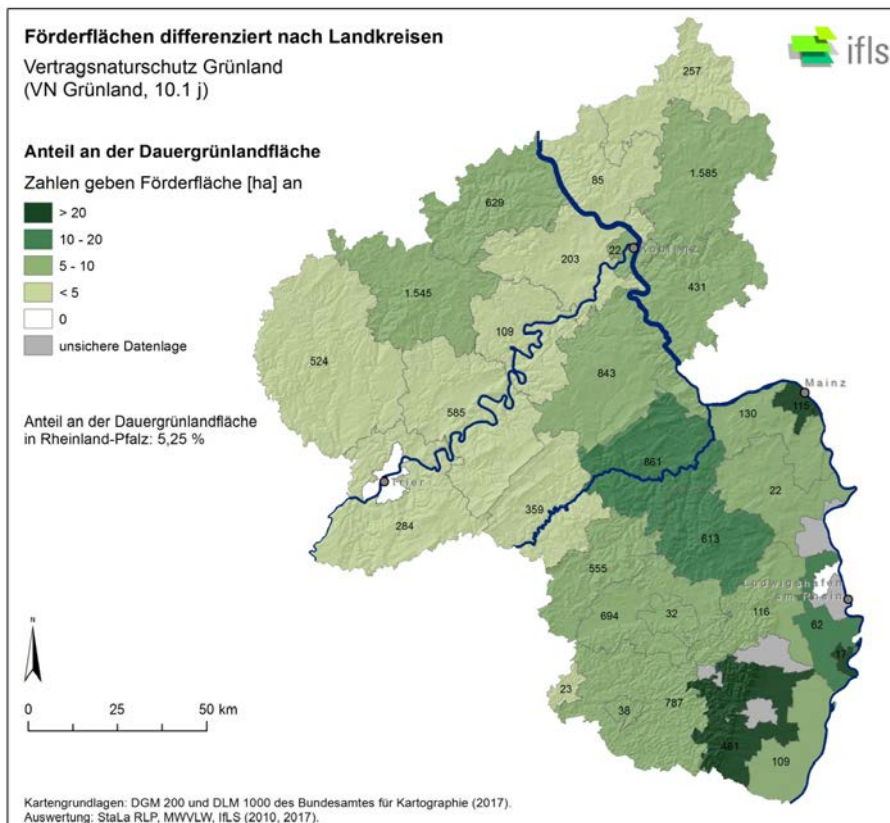 Förderflächen differenziert nach Landkreisen
Vertragsnaturschutz Grünland
(VN Grünland, 10.1 j)
ifls
Anteil an der Dauergrünlandfläche
Zahlen geben Förderfläche [ha] an
> 20
10 - 20
5 - 10
< 5
0
unsichere Datenlage
Anteil an der Dauergrünlandfläche
in Rheinland-Pfalz: 5,25 %
257
85
1.585
629
22
Koblenz
203
431
1.545
109
524
843
Mainz
115
130
585
861
22
Trier
359
284
613
555
Ludwigshafen
am Rhein
694
32
116
62
17
23
38
787
481
109
N
0 25 50 km
Kartengrundlagen: DGM 200 und DLM 1000 des Bundesamtes für Kartographie (2017).
Auswertung: StaLa RLP, MWVLW, IfLS (2010, 2017).